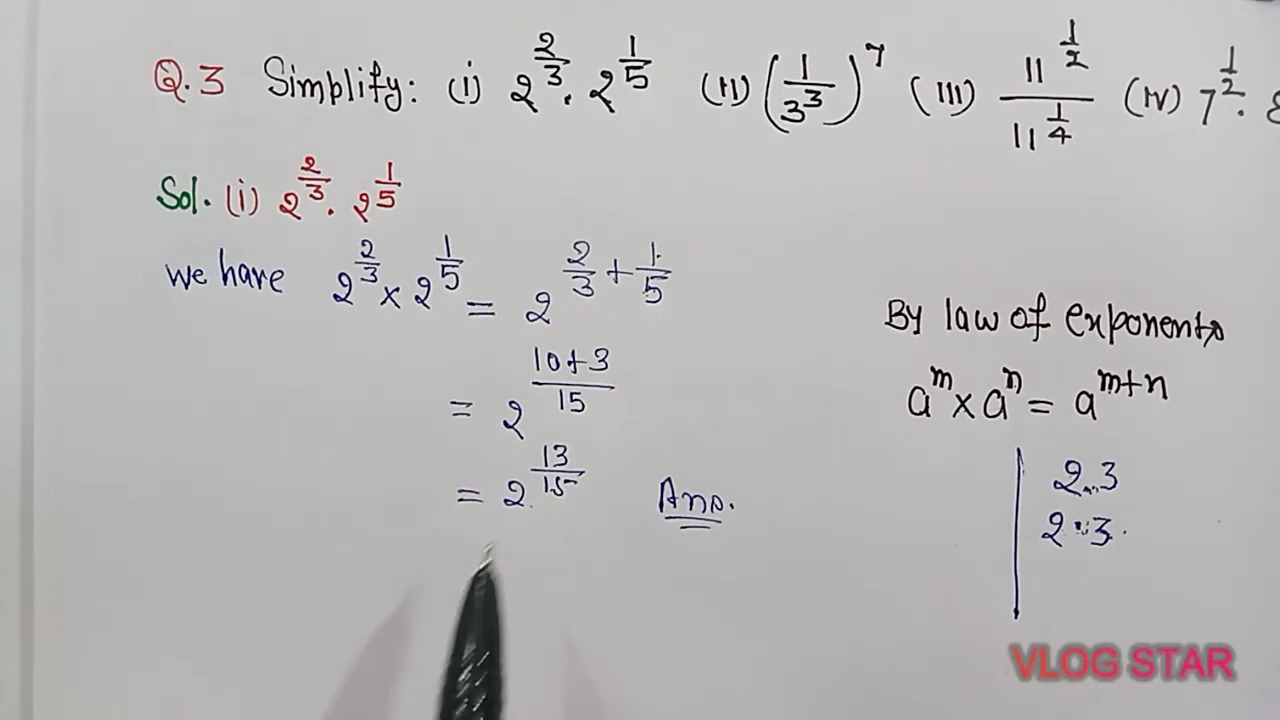 Q.3 Simplify: (i) 2^(2/3) . 2^(1/5) (ii) (1/3^3)^7 (iii) 11^(1/2) / 11^(1/4) (iv) 7^(1/2) .
Sol. (i) 2^(2/3) . 2^(1/5)
we have 2^(2/3) × 2^(1/5) = 2^(2/3 + 1/5)
= 2^((10+3)/15)
= 2^(13/15) Ans.
By law of exponents
a^m × a^n = a^(m+n)
2..3
2·3.
VLOG STAR